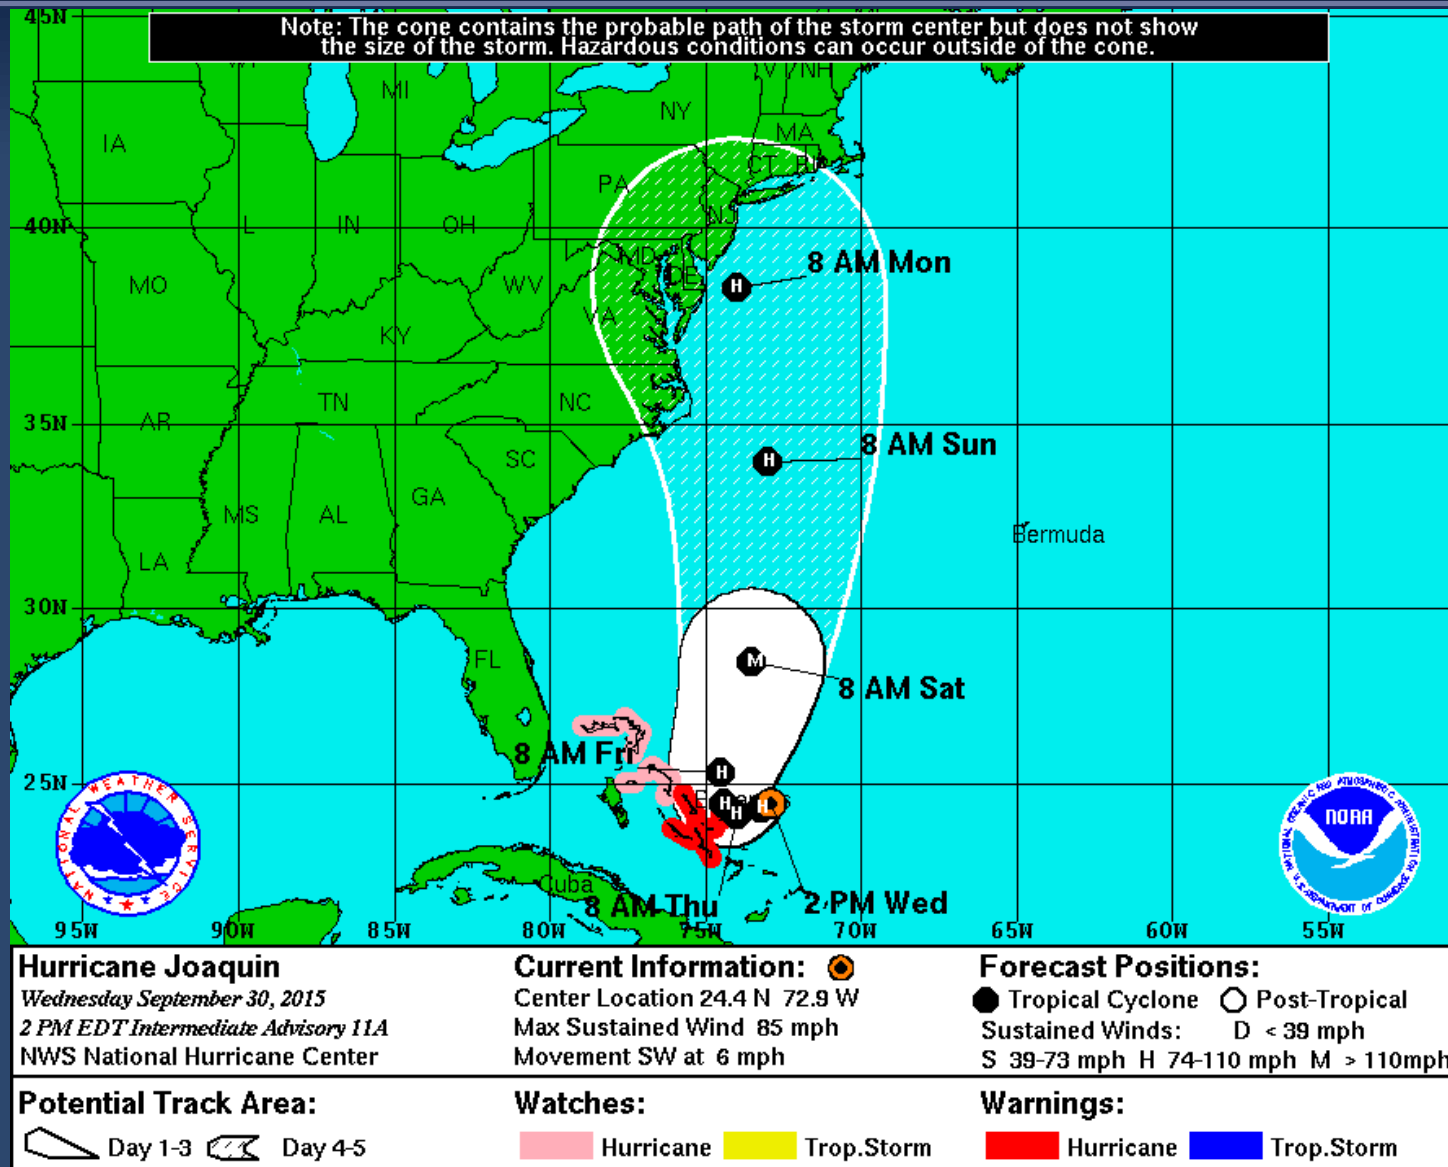 Note: The cone contains the probable path of the storm center but does not show
the size of the storm. Hazardous conditions can occur outside of the cone.
45N
40N
35N
30N
25N
95W 90W 85W 80W 75W 70W 65W 60W 55W
MI
NY
NH
MA
IA
CT
PA
NJ
IN
OH
MD
DE
MO
WV
VA
KY
TN
NC
AR
SC
GA
MS
AL
LA
FL
Bermuda
Cuba
8 AM Mon
8 AM Sun
8 AM Sat
8 AM Fri
8 AM Thu
2 PM Wed
H
H
M
H
H
H
H
NATIONAL WEATHER SERVICE
NOAA
Hurricane Joaquin
Wednesday September 30, 2015
2 PM EDT Intermediate Advisory 11A
NWS National Hurricane Center
Current Information:
Center Location 24.4 N 72.9 W
Max Sustained Wind 85 mph
Movement SW at 6 mph
Forecast Positions:
Tropical Cyclone Post-Tropical
Sustained Winds: D < 39 mph
S 39-73 mph H 74-110 mph M > 110mph
Potential Track Area:
Day 1-3 Day 4-5
Watches:
Hurricane Trop.Storm
Warnings:
Hurricane Trop.Storm